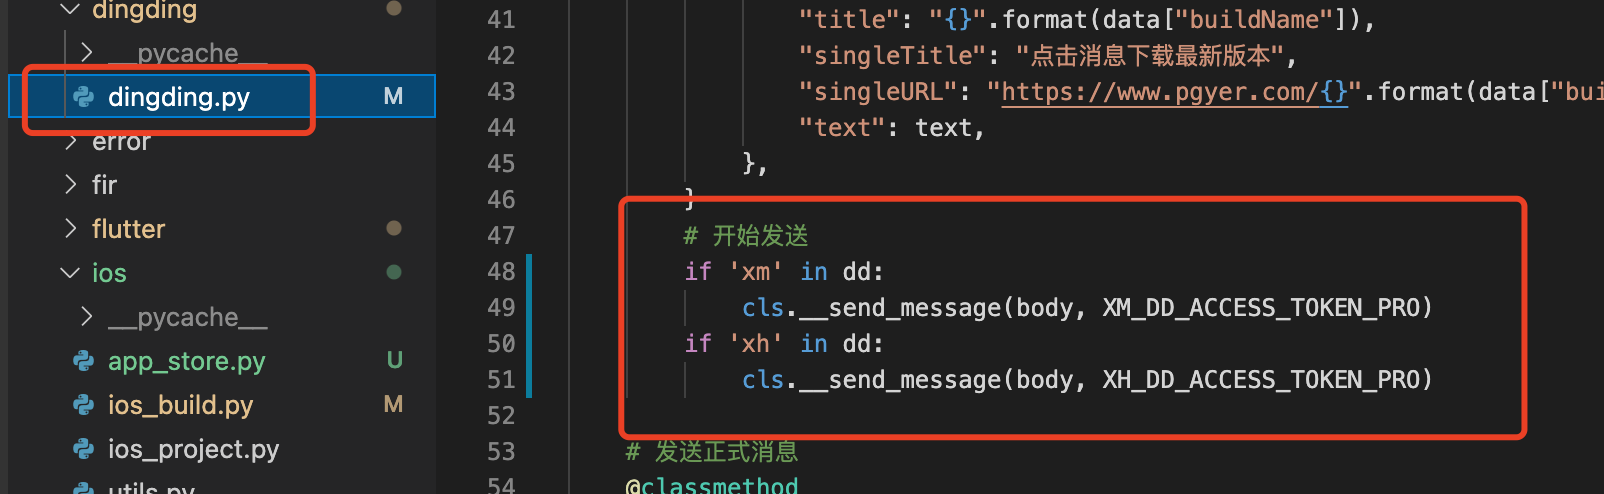 dingding
__pycache__
dingding.py M
error
fir
flutter
ios
__pycache__
app_store.py U
ios_build.py M
ios_project.py
utils.py
41 "title": "{}".format(data["buildName"]),
42 "singleTitle": "点击消息下载最新版本",
43 "singleURL": "https://www.pgyer.com/{}".format(data["bui
44 "text": text,
45 },
46 }
47 # 开始发送
48 if 'xm' in dd:
49 cls.__send_message(body, XM_DD_ACCESS_TOKEN_PRO)
50 if 'xh' in dd:
51 cls.__send_message(body, XH_DD_ACCESS_TOKEN_PRO)
52
53 # 发送正式消息
54 @classmethod